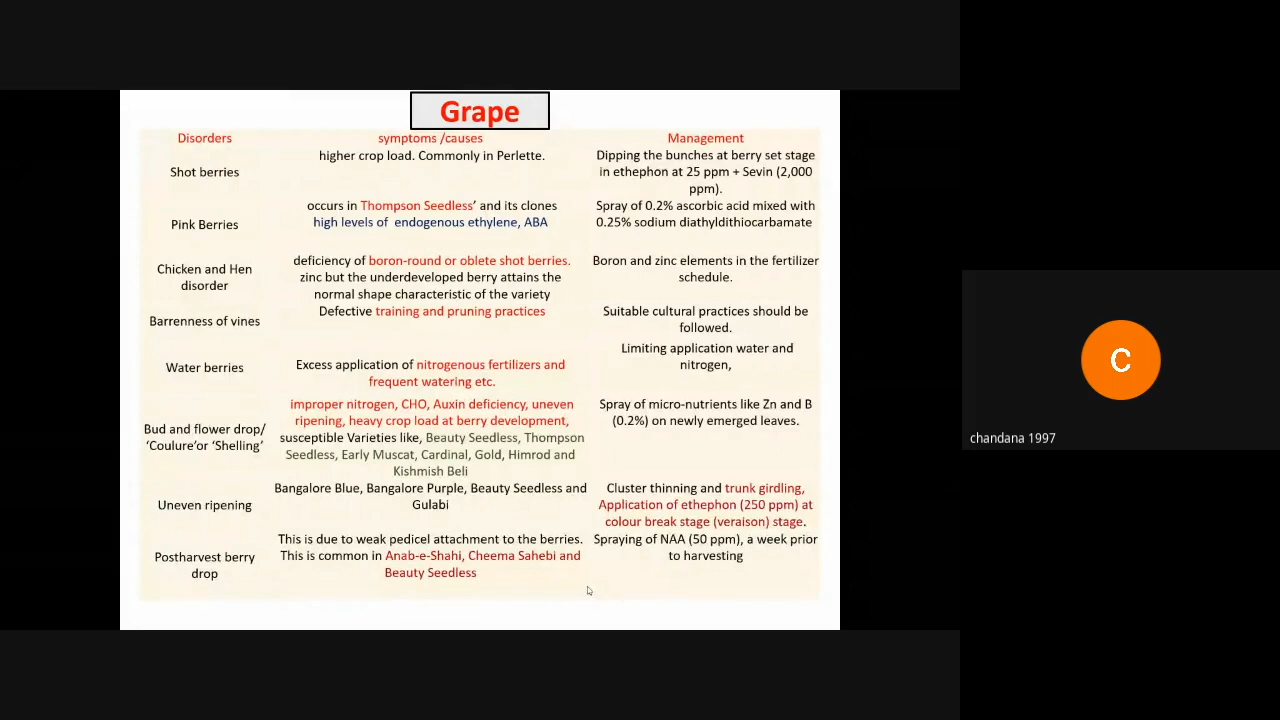 Grape
Disorders symptoms /causes Management
Shot berries
higher crop load. Commonly in Perlette.
Dipping the bunches at berry set stage
in ethephon at 25 ppm + Sevin (2,000
ppm).
Pink Berries
occurs in Thompson Seedless’ and its clones
high levels of endogenous ethylene, ABA
Spray of 0.2% ascorbic acid mixed with
0.25% sodium diathyldithiocarbamate
Chicken and Hen
disorder
deficiency of boron-round or oblete shot berries.
zinc but the underdeveloped berry attains the
normal shape characteristic of the variety
Boron and zinc elements in the fertilizer
schedule.
Barrenness of vines
Defective training and pruning practices
Suitable cultural practices should be
followed.
Water berries
Excess application of nitrogenous fertilizers and
frequent watering etc.
Limiting application water and
nitrogen,
Bud and flower drop/
‘Coulure’or ‘Shelling’
improper nitrogen, CHO, Auxin deficiency, uneven
ripening, heavy crop load at berry development,
susceptible Varieties like, Beauty Seedless, Thompson
Seedless, Early Muscat, Cardinal, Gold, Himrod and
Kishmish Beli
Spray of micro-nutrients like Zn and B
(0.2%) on newly emerged leaves.
Uneven ripening
Bangalore Blue, Bangalore Purple, Beauty Seedless and
Gulabi
Cluster thinning and trunk girdling,
Application of ethephon (250 ppm) at
colour break stage (veraison) stage.
Postharvest berry
drop
This is due to weak pedicel attachment to the berries.
This is common in Anab-e-Shahi, Cheema Sahebi and
Beauty Seedless
Spraying of NAA (50 ppm), a week prior
to harvesting
C
chandana 1997